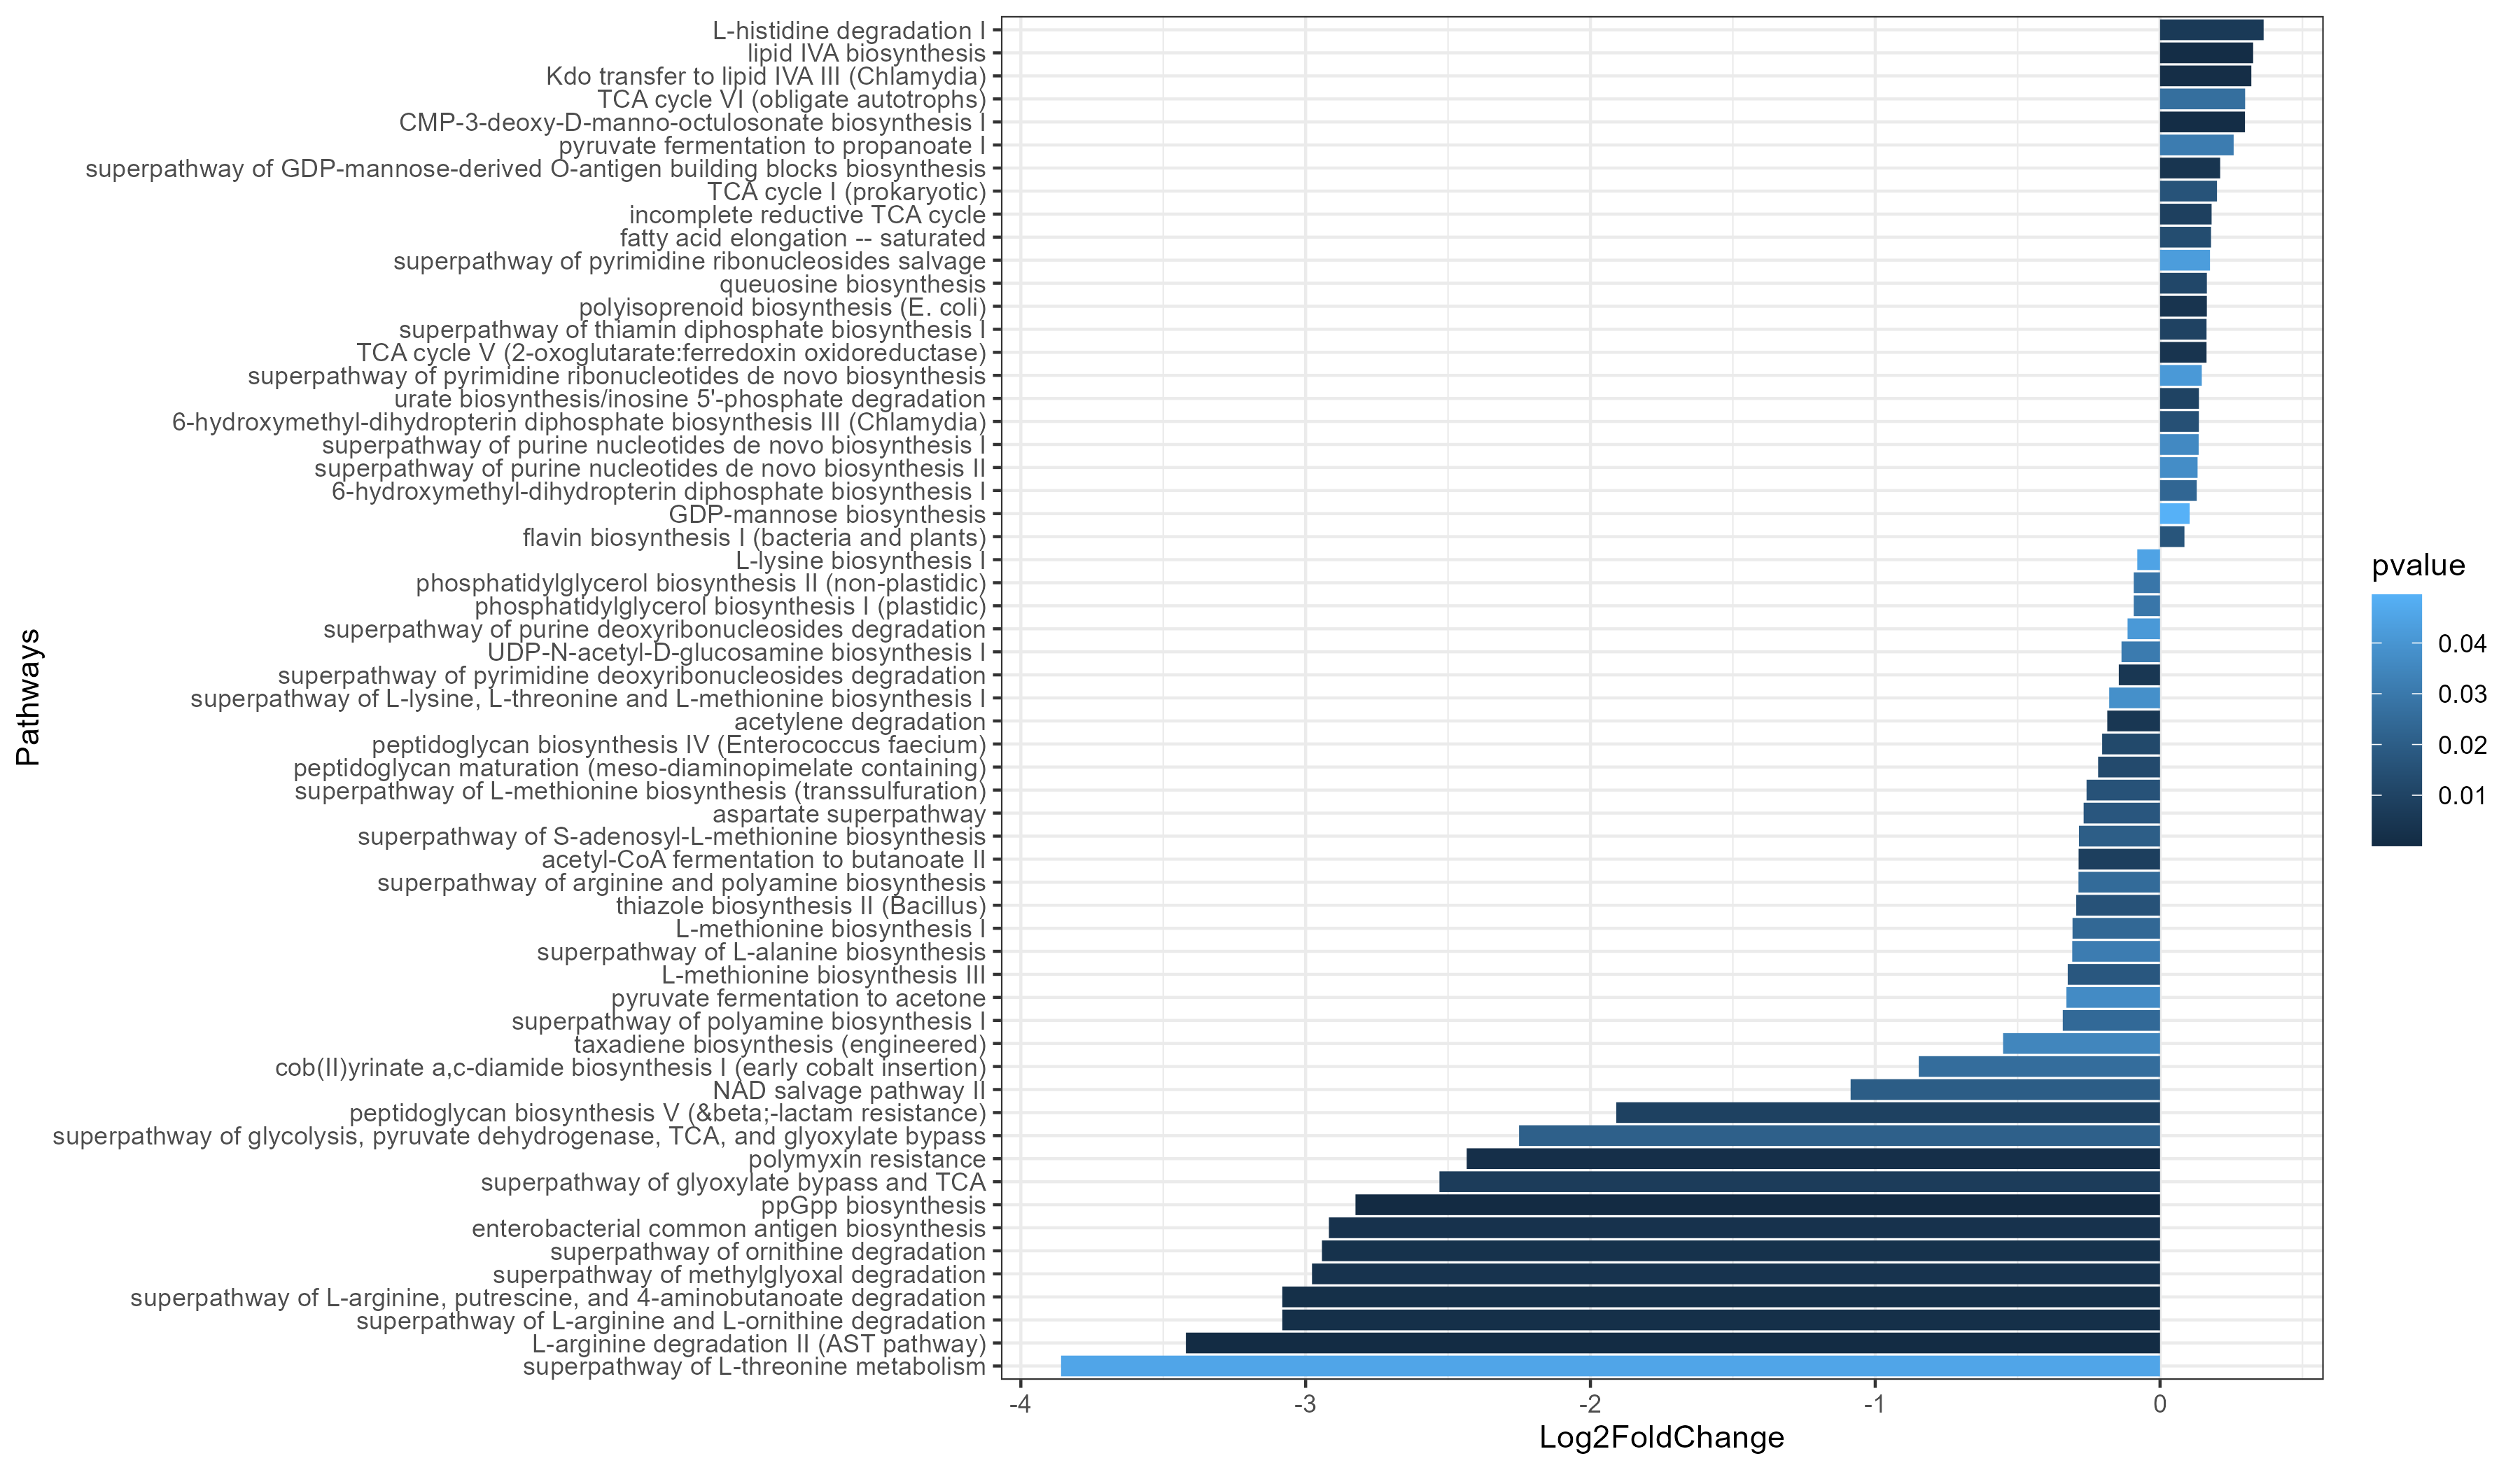 L-histidine degradation I
lipid IVA biosynthesis
Kdo transfer to lipid IVA III (Chlamydia)
TCA cycle VI (obligate autotrophs)
CMP-3-deoxy-D-manno-octulosonate biosynthesis I
pyruvate fermentation to propanoate I
superpathway of GDP-mannose-derived O-antigen building blocks biosynthesis
TCA cycle I (prokaryotic)
incomplete reductive TCA cycle
fatty acid elongation -- saturated
superpathway of pyrimidine ribonucleosides salvage
queuosine biosynthesis
polyisoprenoid biosynthesis (E. coli)
superpathway of thiamin diphosphate biosynthesis I
TCA cycle V (2-oxoglutarate:ferredoxin oxidoreductase)
superpathway of pyrimidine ribonucleotides de novo biosynthesis
urate biosynthesis/inosine 5'-phosphate degradation
6-hydroxymethyl-dihydropterin diphosphate biosynthesis III (Chlamydia)
superpathway of purine nucleotides de novo biosynthesis I
superpathway of purine nucleotides de novo biosynthesis II
6-hydroxymethyl-dihydropterin diphosphate biosynthesis I
GDP-mannose biosynthesis
flavin biosynthesis I (bacteria and plants)
L-lysine biosynthesis I
phosphatidylglycerol biosynthesis II (non-plastidic)
phosphatidylglycerol biosynthesis I (plastidic)
superpathway of purine deoxyribonucleosides degradation
UDP-N-acetyl-D-glucosamine biosynthesis I
superpathway of pyrimidine deoxyribonucleosides degradation
superpathway of L-lysine, L-threonine and L-methionine biosynthesis I
acetylene degradation
peptidoglycan biosynthesis IV (Enterococcus faecium)
peptidoglycan maturation (meso-diaminopimelate containing)
superpathway of L-methionine biosynthesis (transsulfuration)
aspartate superpathway
superpathway of S-adenosyl-L-methionine biosynthesis
acetyl-CoA fermentation to butanoate II
superpathway of arginine and polyamine biosynthesis
thiazole biosynthesis II (Bacillus)
L-methionine biosynthesis I
superpathway of L-alanine biosynthesis
L-methionine biosynthesis III
pyruvate fermentation to acetone
superpathway of polyamine biosynthesis I
taxadiene biosynthesis (engineered)
cob(II)yrinate a,c-diamide biosynthesis I (early cobalt insertion)
NAD salvage pathway II
peptidoglycan biosynthesis V (&beta;-lactam resistance)
superpathway of glycolysis, pyruvate dehydrogenase, TCA, and glyoxylate bypass
polymyxin resistance
superpathway of glyoxylate bypass and TCA
ppGpp biosynthesis
enterobacterial common antigen biosynthesis
superpathway of ornithine degradation
superpathway of methylglyoxal degradation
superpathway of L-arginine, putrescine, and 4-aminobutanoate degradation
superpathway of L-arginine and L-ornithine degradation
L-arginine degradation II (AST pathway)
superpathway of L-threonine metabolism
Pathways
-4 -3 -2 -1 0
Log2FoldChange
pvalue
0.04
0.03
0.02
0.01